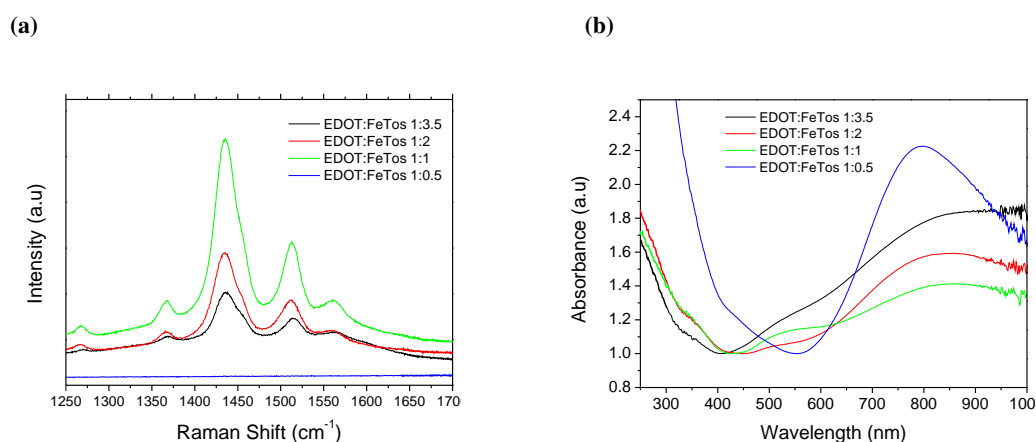 (a)
(b)
EDOT:FeTos 1:3.5
EDOT:FeTos 1:2
EDOT:FeTos 1:1
EDOT:FeTos 1:0.5
Intensity (a.u)
1250 1300 1350 1400 1450 1500 1550 1600 1650 170
Raman Shift (cm⁻¹)
2.4
2.2
2.0
1.8
1.6
1.4
1.2
1.0
0.8
EDOT:FeTos 1:3.5
EDOT:FeTos 1:2
EDOT:FeTos 1:1
EDOT:FeTos 1:0.5
Absorbance (a.u)
300 400 500 600 700 800 900 100
Wavelength (nm)